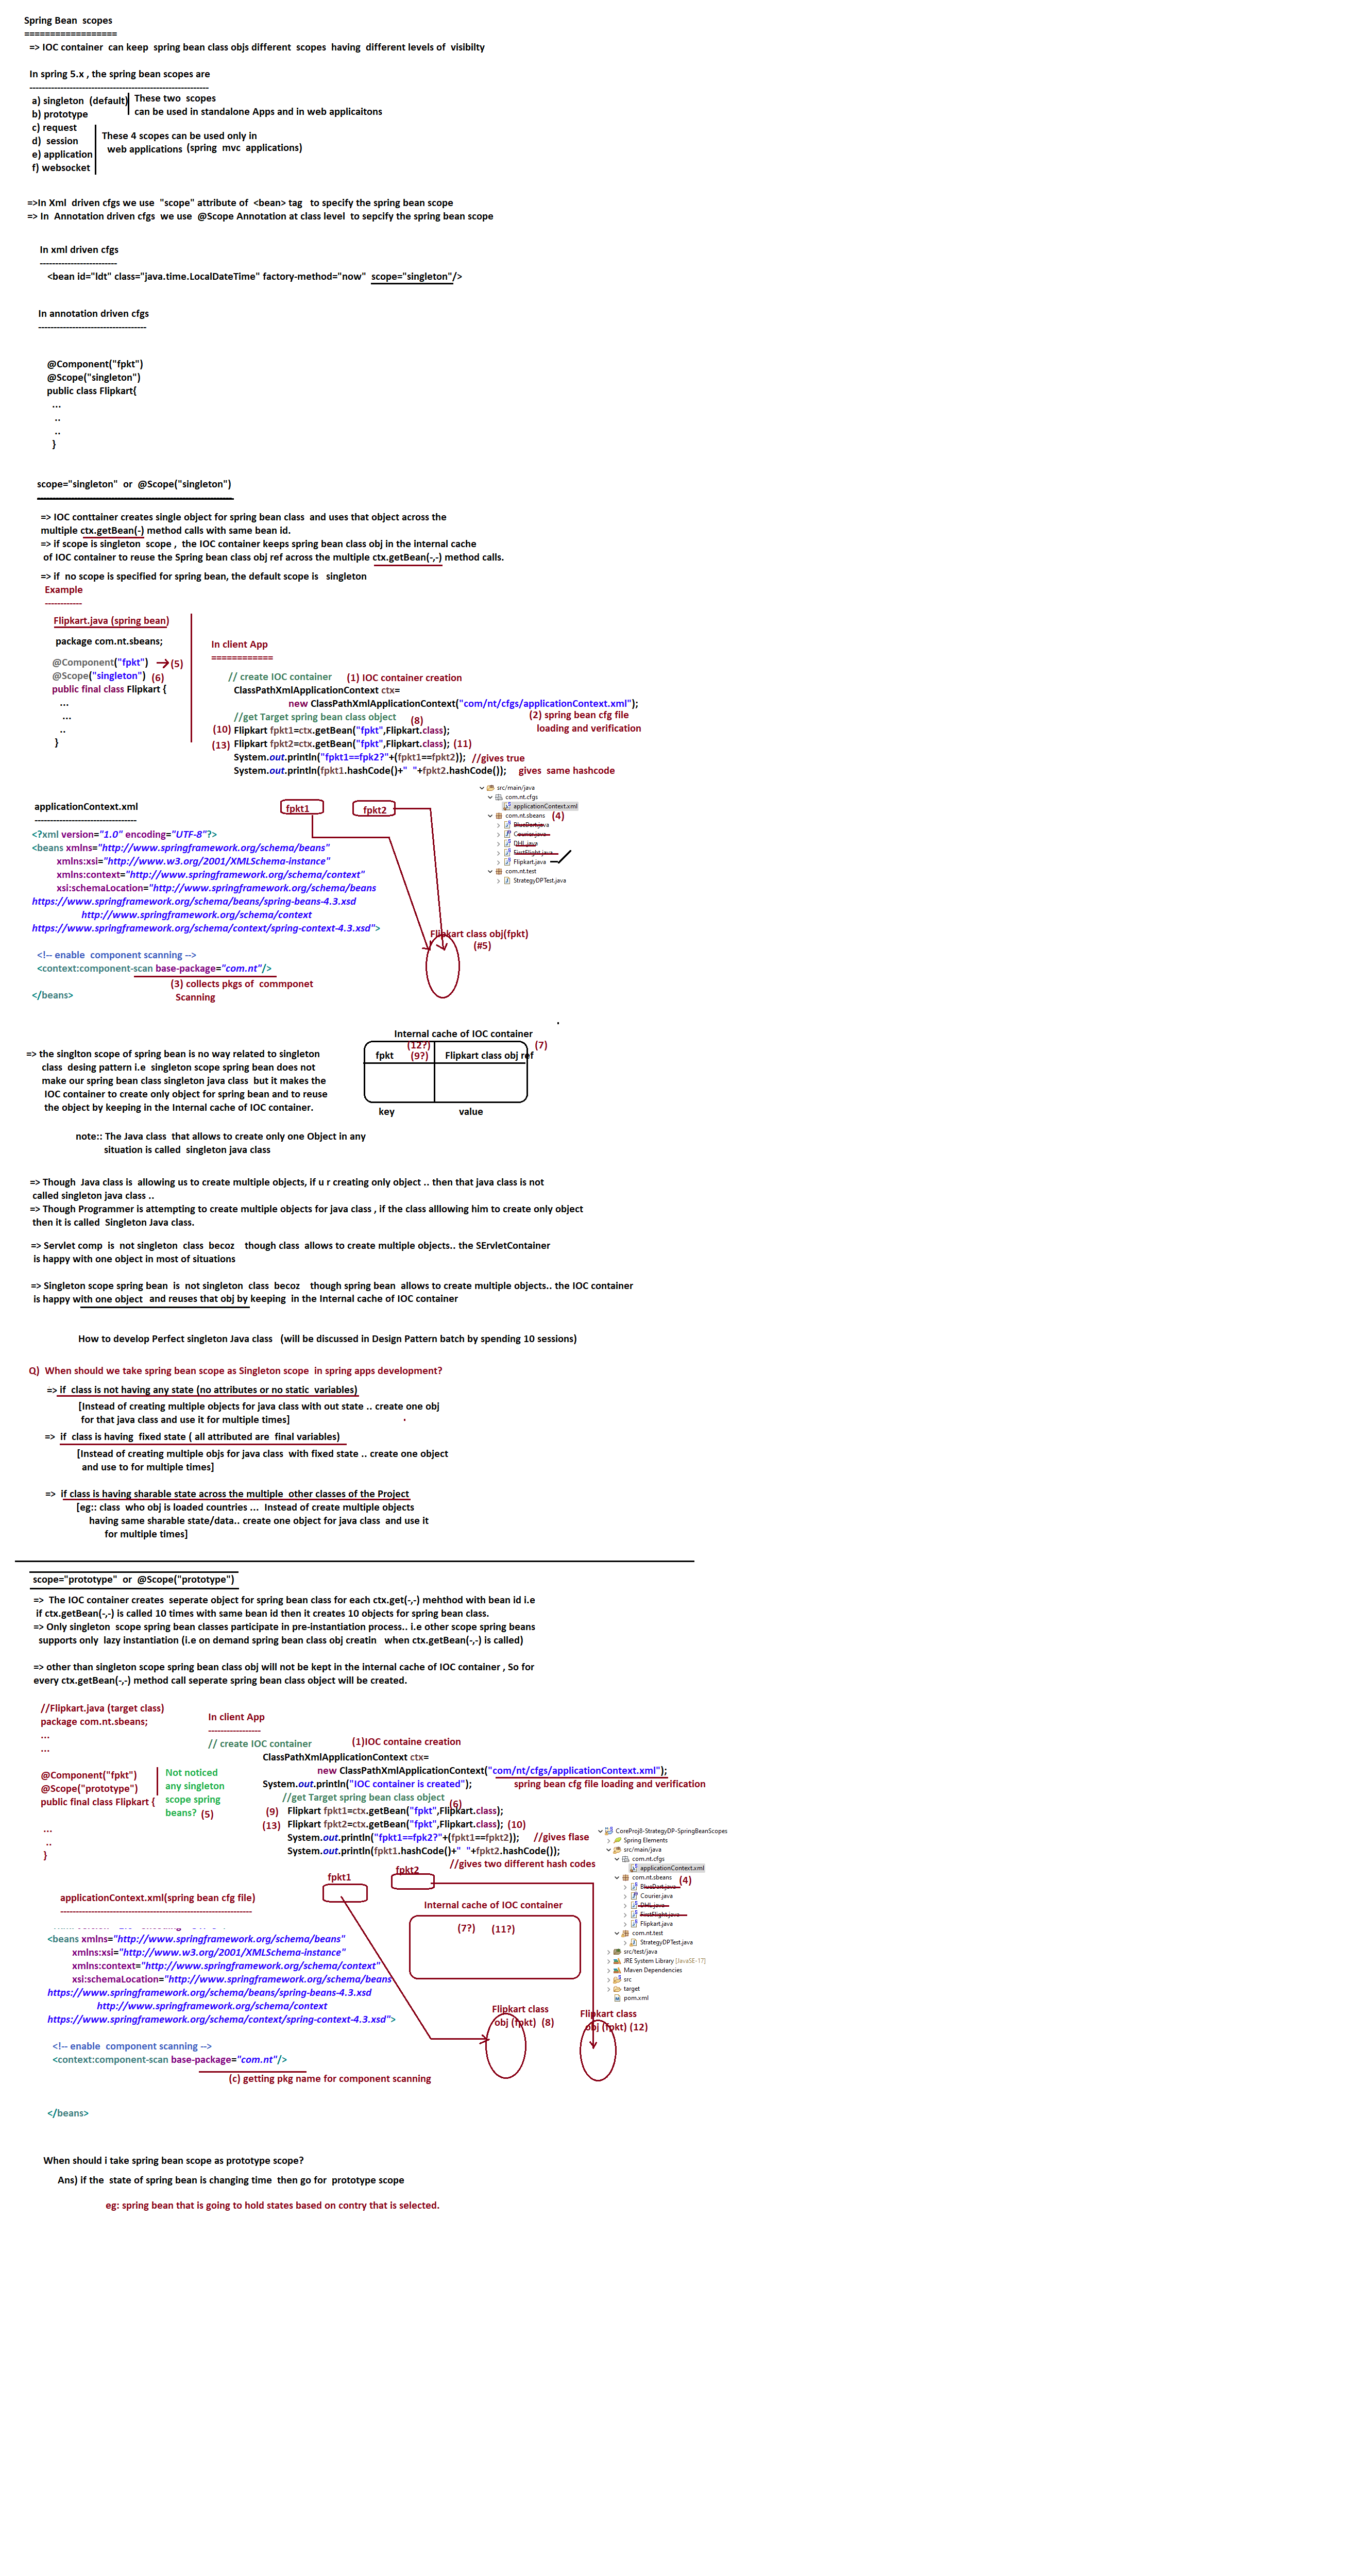 Spring Bean  scopes
==================
=> IOC container  can keep  spring bean class objs different  scopes  having  different levels of  visibilty
In spring 5.x , the spring bean scopes are
----------------------------------------------------------
a) singleton  (default)
These two  scopes
can be used in standalone Apps and in web applicaitons
b) prototype
c) request
These 4 scopes can be used only in
d)  session
web applications  (spring  mvc  applications)
e) application
f) websocket
=>In Xml  driven cfgs we use  "scope" attribute of  <bean> tag   to specify the spring bean scope
=> In  Annotation driven cfgs  we use  @Scope Annotation at class level  to sepcify the spring bean scope
In xml driven cfgs
-------------------------
<bean id="ldt" class="java.time.LocalDateTime" factory-method="now"  scope="singleton"/>
In annotation driven cfgs
-----------------------------------
@Component("fpkt")
@Scope("singleton")
public class Flipkart{
...
..
..
}
scope="singleton"  or  @Scope("singleton")
=> IOC conttainer creates single object for spring bean class  and uses that object across the
multiple ctx.getBean(-) method calls with same bean id.
=> if scope is singleton  scope ,  the IOC container keeps spring bean class obj in the internal cache
of IOC container to reuse the Spring bean class obj ref across the multiple ctx.getBean(-,-) method calls.
=> if  no scope is specified for spring bean, the default scope is   singleton
Example
------------
Flipkart.java (spring bean)
package com.nt.sbeans;
@Component("fpkt")  (5)
@Scope("singleton")  (6)
public final class Flipkart {
...
...
..
}
In client App
============
// create IOC container  (1) IOC container creation
ClassPathXmlApplicationContext ctx=
new ClassPathXmlApplicationContext("com/nt/cfgs/applicationContext.xml");
//get Target spring bean class object  (8)
(2) spring bean cfg file
loading and verification
(10) Flipkart fpkt1=ctx.getBean("fpkt",Flipkart.class);
(13) Flipkart fpkt2=ctx.getBean("fpkt",Flipkart.class);  (11)
System.out.println("fpkt1==fpk2?"+(fpkt1==fpkt2));  //gives true
System.out.println(fpkt1.hashCode()+"  "+fpkt2.hashCode());  gives  same hashcode
applicationContext.xml
---------------------------------
<?xml version="1.0" encoding="UTF-8"?>
<beans xmlns="http://www.springframework.org/schema/beans"
xmlns:xsi="http://www.w3.org/2001/XMLSchema-instance"
xmlns:context="http://www.springframework.org/schema/context"
xsi:schemaLocation="http://www.springframework.org/schema/beans
https://www.springframework.org/schema/beans/spring-beans-4.3.xsd
http://www.springframework.org/schema/context
https://www.springframework.org/schema/context/spring-context-4.3.xsd">
<!-- enable  component scanning -->
<context:component-scan base-package="com.nt"/>
(3) collects pkgs of  commponet
Scanning
</beans>
fpkt1
fpkt2
src/main/java
com.nt.cfgs
applicationContext.xml
com.nt.sbeans  (4)
BlueDart.java
Courier.java
DHL.java
FirstFlight.java
Flipkart.java
com.nt.test
StrategyDPTest.java
Flipkart class obj(fpkt)
(#5)
Internal cache of IOC container
(12?)
(7)
fpkt  (9?)  Flipkart class obj ref
key  value
=> the singlton scope of spring bean is no way related to singleton
class  desing pattern i.e  singleton scope spring bean does not
make our spring bean class singleton java class  but it makes the
IOC container to create only object for spring bean and to reuse
the object by keeping in the Internal cache of IOC container.
note:: The Java class  that allows to create only one Object in any
situation is called  singleton java class
=> Though  Java class is  allowing us to create multiple objects, if u r creating only object .. then that java class is not
called singleton java class ..
=> Though Programmer is attempting to create multiple objects for java class , if the class alllowing him to create only object
then it is called  Singleton Java class.
=> Servlet comp  is  not singleton  class  becoz    though class  allows to create multiple objects.. the SErvletContainer
is happy with one object in most of situations
=> Singleton scope spring bean  is  not singleton  class  becoz    though spring bean  allows to create multiple objects.. the IOC container
is happy with one object  and reuses that obj by keeping  in the Internal cache of IOC container
How to develop Perfect singleton Java class   (will be discussed in Design Pattern batch by spending 10 sessions)
Q)  When should we take spring bean scope as Singleton scope  in spring apps development?
=> if  class is not having any state (no attributes or no static  variables)
[Instead of creating multiple objects for java class with out state .. create one obj
for that java class and use it for multiple times]
=>  if  class is having  fixed state ( all attributed are  final variables)
[Instead of creating multiple objs for java class  with fixed state .. create one object
and use to for multiple times]
=>  if class is having sharable state across the multiple  other classes of the Project
[eg:: class  who obj is loaded countries ...  Instead of create multiple objects
having same sharable state/data.. create one object for java class  and use it
for multiple times]
scope="prototype"  or  @Scope("prototype")
=>  The IOC container creates  seperate object for spring bean class for each ctx.get(-,-) mehthod with bean id i.e
if ctx.getBean(-,-) is called 10 times with same bean id then it creates 10 objects for spring bean class.
=> Only singleton  scope spring bean classes participate in pre-instantiation process.. i.e other scope spring beans
supports only  lazy instantiation (i.e on demand spring bean class obj creatin   when ctx.getBean(-,-) is called)
=> other than singleton scope spring bean class obj will not be kept in the internal cache of IOC container , So for
every ctx.getBean(-,-) method call seperate spring bean class object will be created.
//Flipkart.java (target class)
package com.nt.sbeans;
...
...
@Component("fpkt")
@Scope("prototype")
public final class Flipkart {
...
..
}
Not noticed
any singleton
scope spring
beans?  (5)
In client App
-----------------
// create IOC container
(1)IOC containe creation
ClassPathXmlApplicationContext ctx=
new ClassPathXmlApplicationContext("com/nt/cfgs/applicationContext.xml");
System.out.println("IOC container is created");  spring bean cfg file loading and verification
//get Target spring bean class object  (6)
(9) Flipkart fpkt1=ctx.getBean("fpkt",Flipkart.class);
(13) Flipkart fpkt2=ctx.getBean("fpkt",Flipkart.class);  (10)
System.out.println("fpkt1==fpk2?"+(fpkt1==fpkt2));  //gives flase
System.out.println(fpkt1.hashCode()+"  "+fpkt2.hashCode());
//gives two different hash codes
CoreProj8-StrategyDP-SpringBeanScopes
Spring Elements
src/main/java
com.nt.cfgs
applicationContext.xml
com.nt.sbeans  (4)
BlueDart.java
Courier.java
DHL.java
FirstFlight.java
Flipkart.java
com.nt.test
StrategyDPTest.java
src/test/java
JRE System Library [JavaSE-17]
Maven Dependencies
src
target
pom.xml
fpkt1
fpkt2
Internal cache of IOC container
(7?)  (11?)
Flipkart class
obj (fpkt)  (8)
Flipkart class
obj (fpkt) (12)
applicationContext.xml(spring bean cfg file)
--------------------------------------------------------------
<beans xmlns="http://www.springframework.org/schema/beans"
xmlns:xsi="http://www.w3.org/2001/XMLSchema-instance"
xmlns:context="http://www.springframework.org/schema/context"
xsi:schemaLocation="http://www.springframework.org/schema/beans
https://www.springframework.org/schema/beans/spring-beans-4.3.xsd
http://www.springframework.org/schema/context
https://www.springframework.org/schema/context/spring-context-4.3.xsd">
<!-- enable  component scanning -->
<context:component-scan base-package="com.nt"/>
(c) getting pkg name for component scanning
</beans>
When should i take spring bean scope as prototype scope?
Ans) if the  state of spring bean is changing time  then go for  prototype scope
eg: spring bean that is going to hold states based on contry that is selected.